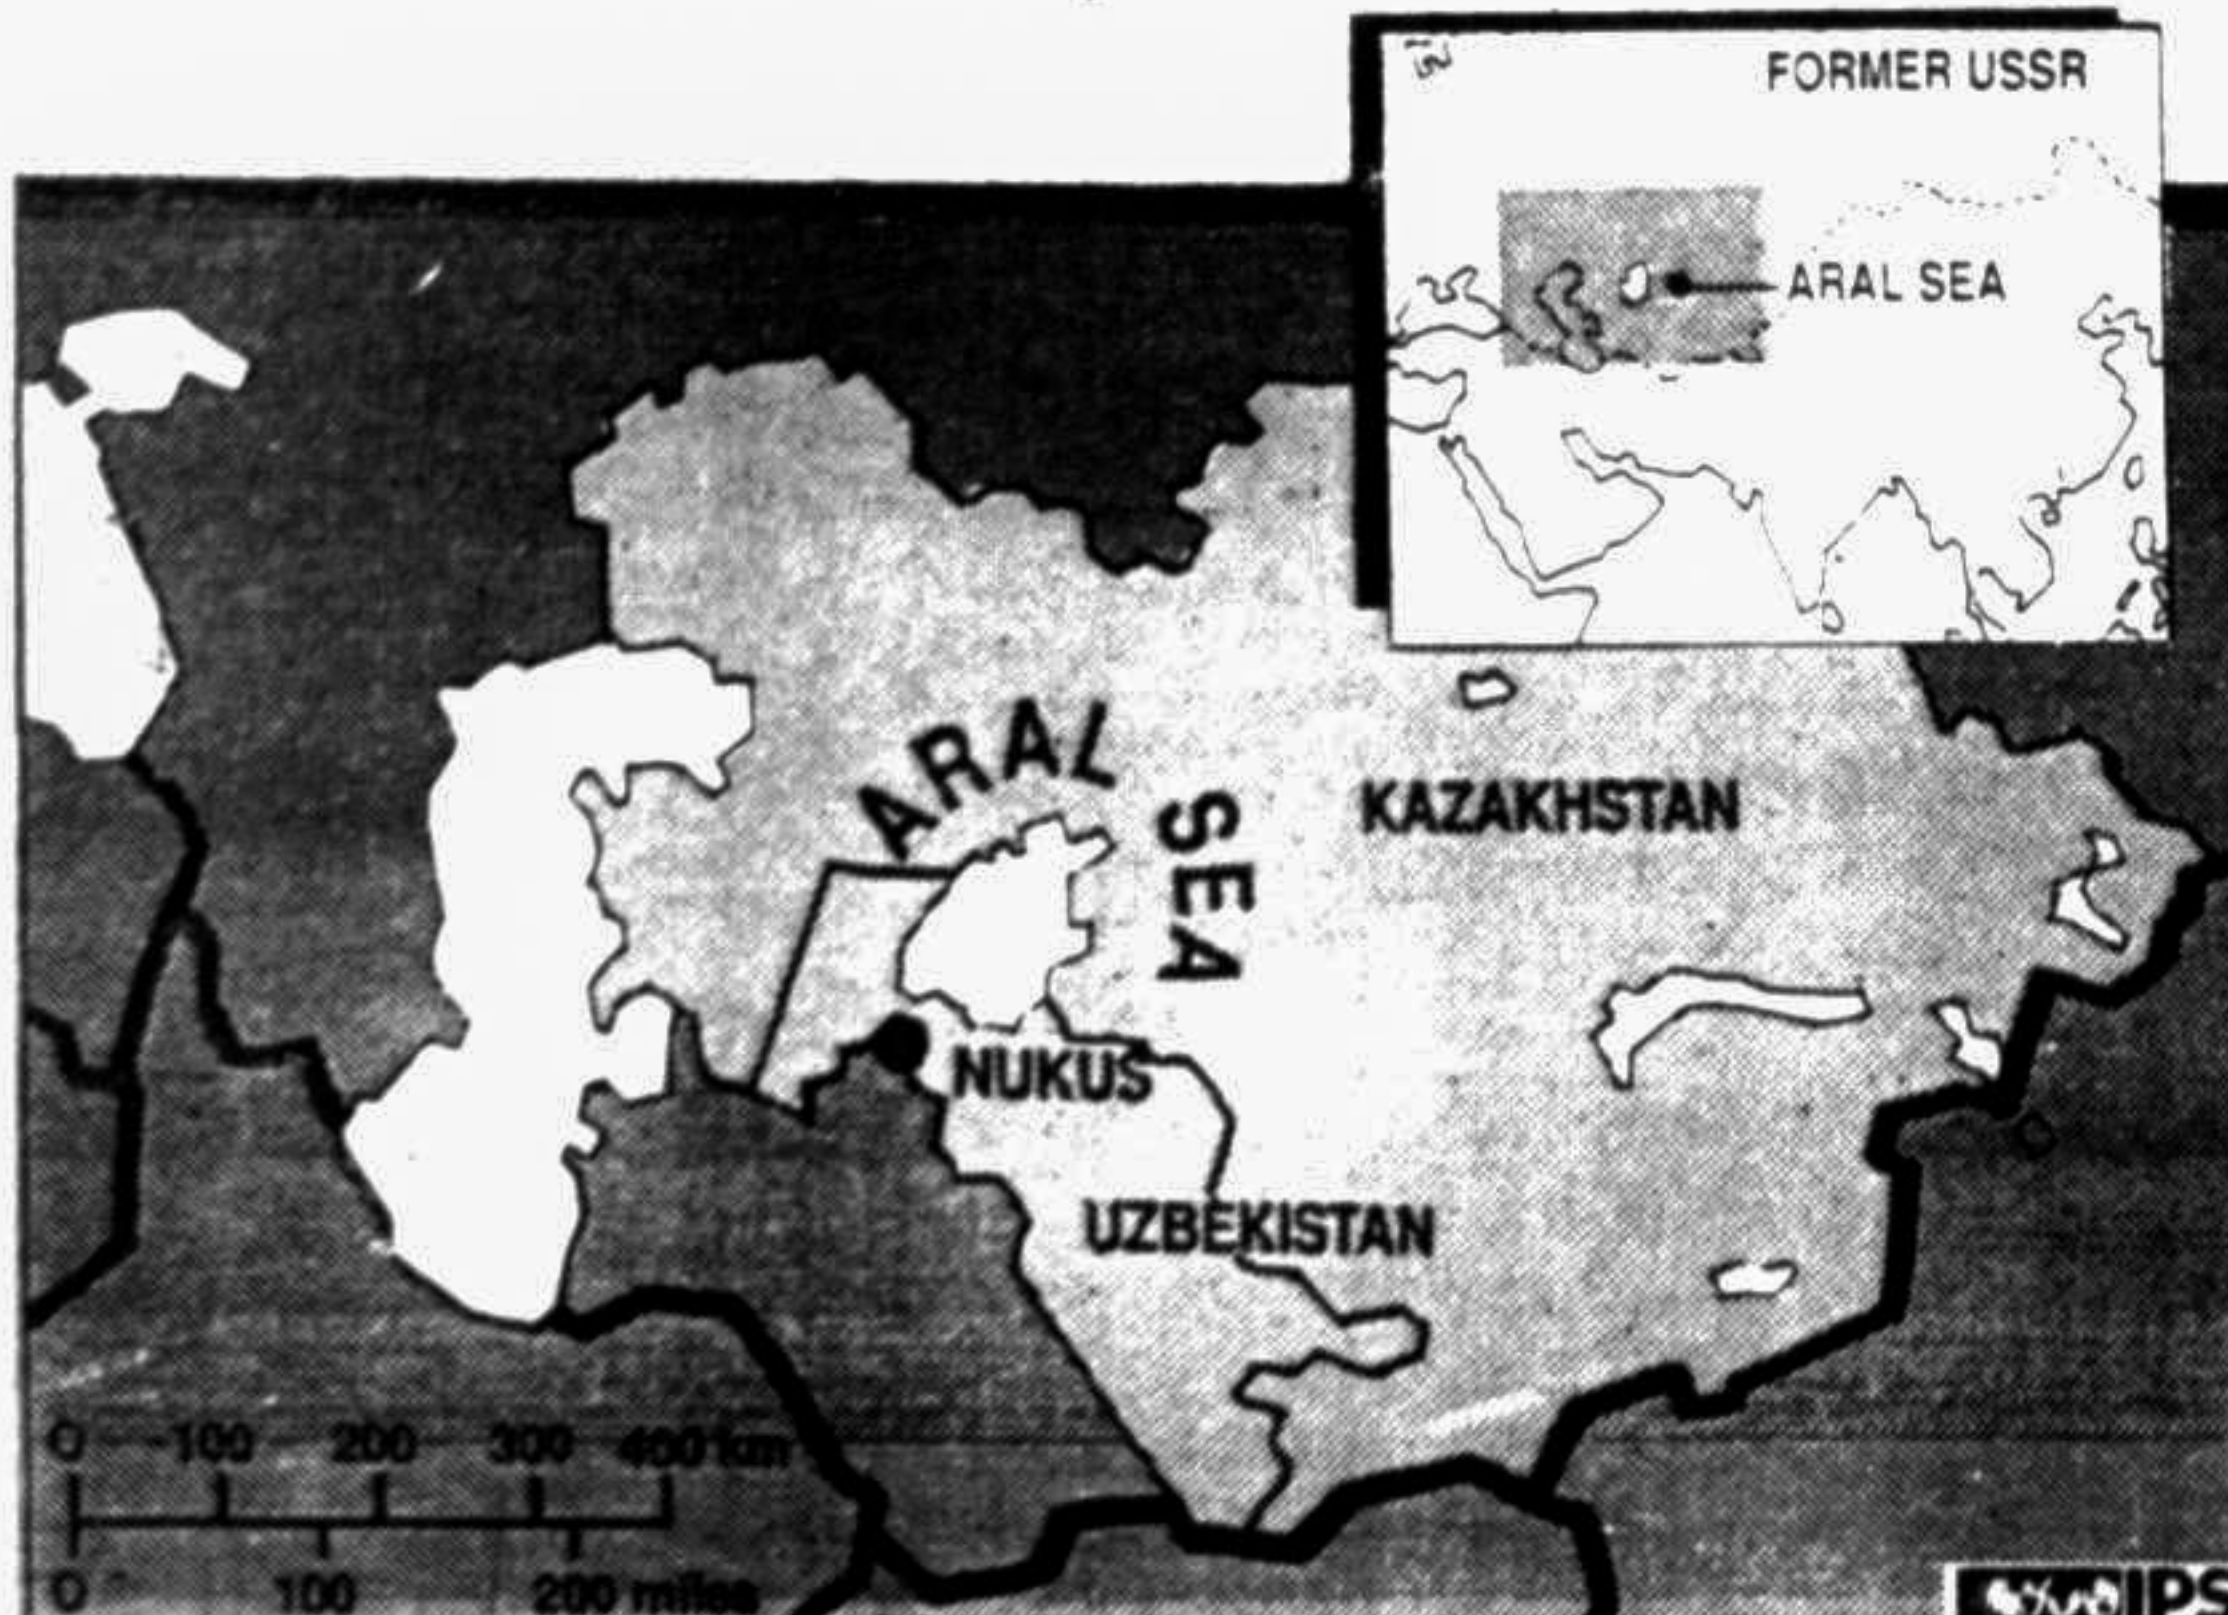 FORMER USSR
ARAL SEA
ARAL SEA
KAZAKHSTAN
NUKUS
UZBEKISTAN
0 100 200 300 400 km
0 100 200 miles
IPS